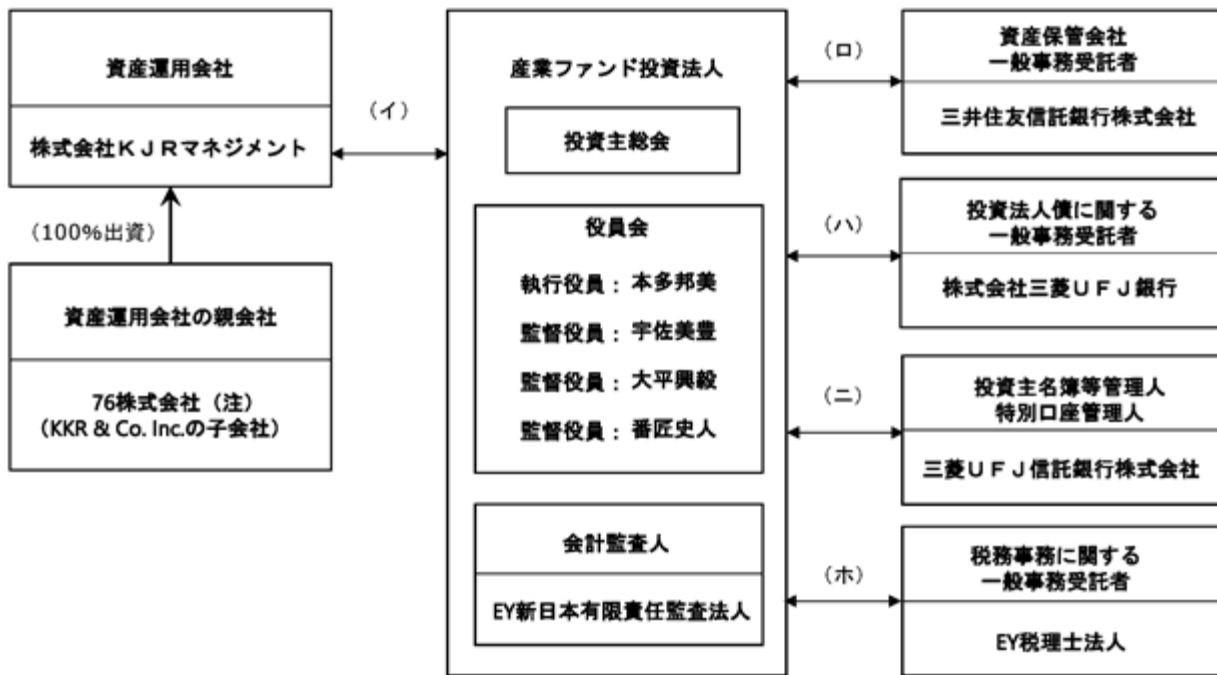 資産運用会社
株式会社ＫＪＲマネジメント
（100％出資）
資産運用会社の親会社
76株式会社（注）
（KKR & Co. Inc.の子会社）
（イ）
産業ファンド投資法人
投資主総会
役員会
執行役員： 本多邦美
監督役員： 宇佐美豊
監督役員： 大平興毅
監督役員： 番匠史人
会計監査人
EY新日本有限責任監査法人
（ロ）
資産保管会社
一般事務受託者
三井住友信託銀行株式会社
（ハ）
投資法人債に関する
一般事務受託者
株式会社三菱ＵＦＪ銀行
（ニ）
投資主名簿等管理人
特別口座管理人
三菱ＵＦＪ信託銀行株式会社
（ホ）
税務事務に関する
一般事務受託者
EY税理士法人